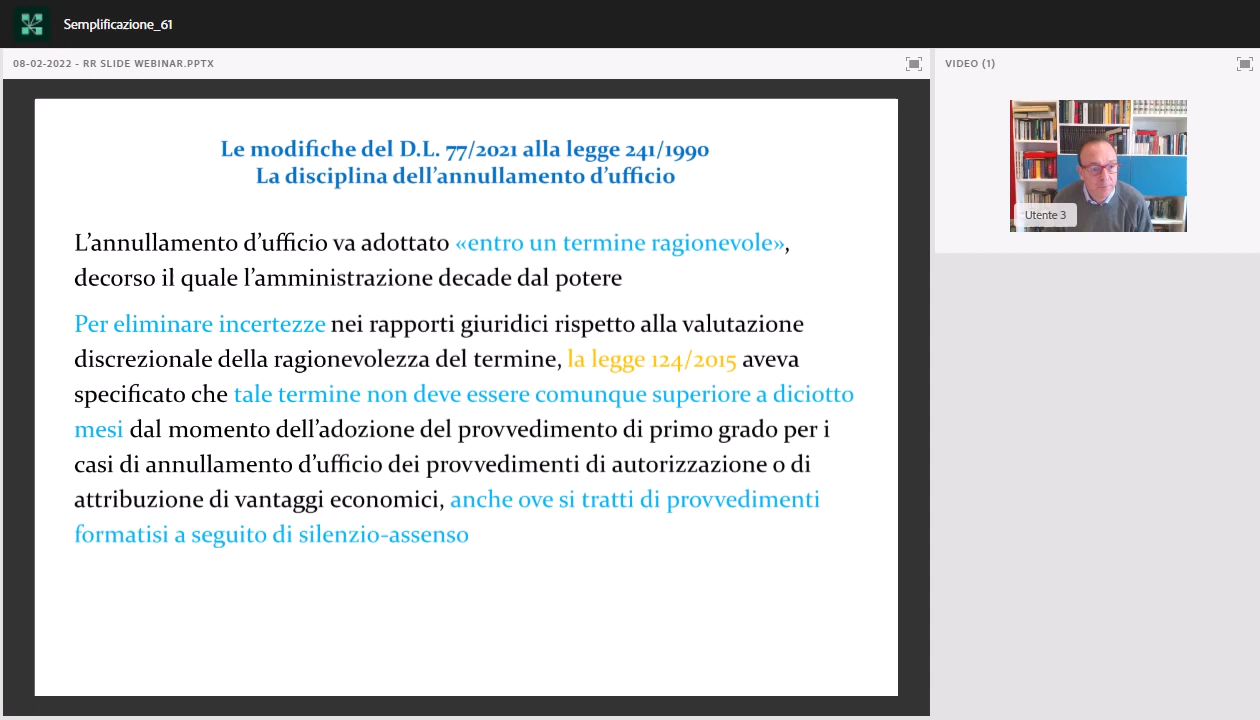 Semplificazione_61
08-02-2022 - RR SLIDE WEBINAR.PPTX
VIDEO (1)
Le modifiche del D.L. 77/2021 alla legge 241/1990
La disciplina dell’annullamento d’ufficio
L’annullamento d’ufficio va adottato «entro un termine ragionevole»,
decorso il quale l’amministrazione decade dal potere
Per eliminare incertezze nei rapporti giuridici rispetto alla valutazione
discrezionale della ragionevolezza del termine, la legge 124/2015 aveva
specificato che tale termine non deve essere comunque superiore a diciotto
mesi dal momento dell’adozione del provvedimento di primo grado per i
casi di annullamento d’ufficio dei provvedimenti di autorizzazione o di
attribuzione di vantaggi economici, anche ove si tratti di provvedimenti
formatisi a seguito di silenzio-assenso
Utente 3